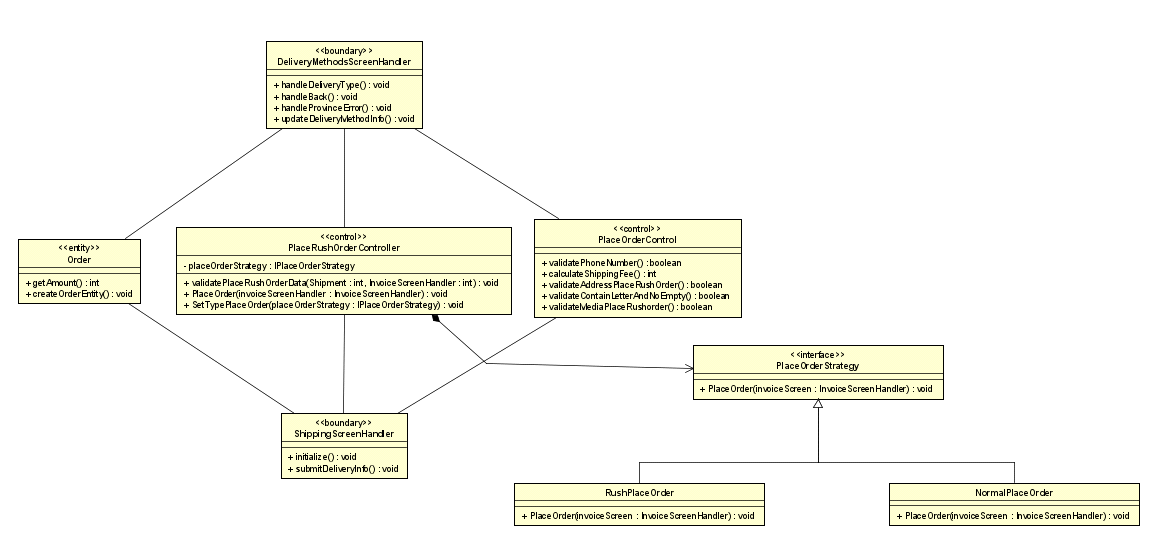 <<boundary>>
DeliveryMethodsScreenHandler
+ handleDeliveryType() : void
+ handleBack() : void
+ handleProvinceError() : void
+ updateDeliveryMethodInfo() : void
<<entity>>
Order
+ getAmount() : int
+ createOrderEntity() : void
<<control>>
PlaceRushOrderController
- placeOrderStrategy : IPlaceOrderStrategy
+ validatePlaceRushOrderData(Shipment : int, InvoiceScreenHandler : int) : void
+ PlaceOrder(invoiceScreenHandler : InvoiceScreenHandler) : void
+ SetTypePlaceOrder(placeOrderStrategy : IPlaceOrderStrategy) : void
<<control>>
PlaceOrderControl
+ validatePhoneNumber() : boolean
+ calculateShippingFee() : int
+ validateAddressPlaceRushOrder() : boolean
+ validateContainLetterAndNoEmpty() : boolean
+ validateMediaPlaceRushorder() : boolean
<<interface>>
PlaceOrderStrategy
+ PlaceOrder(invoiceScreen : InvoiceScreenHandler) : void
<<boundary>>
ShippingScreenHandler
+ initialize() : void
+ submitDeliveryInfo() : void
RushPlaceOrder
+ PlaceOrder(invoiceScreen : InvoiceScreenHandler) : void
NormalPlaceOrder
+ PlaceOrder(invoiceScreen : InvoiceScreenHandler) : void